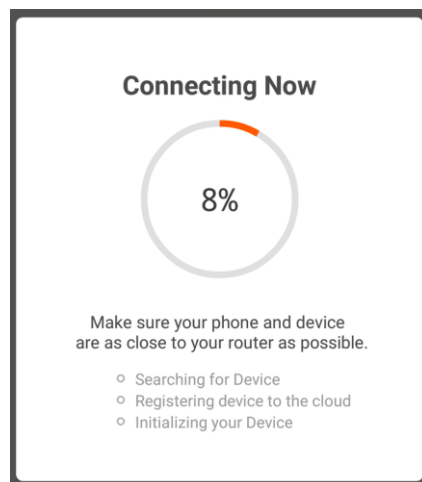 Connecting Now
8%
Make sure your phone and device
are as close to your router as possible.
Searching for Device
Registering device to the cloud
Initializing your Device